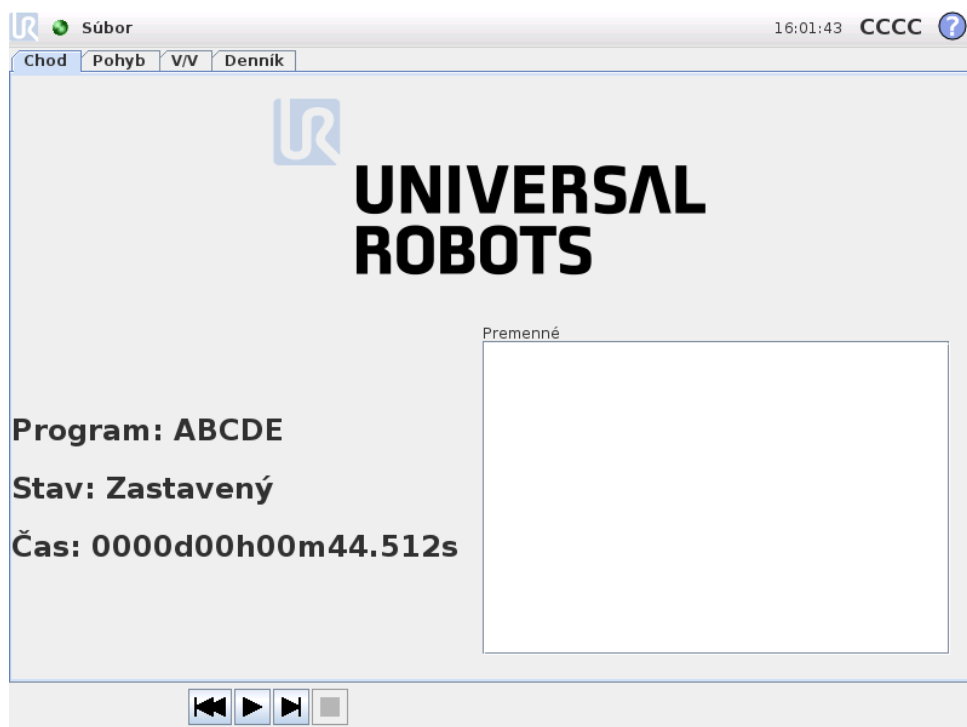 Súbor
16:01:43 CCCC ?
Chod Pohyb V/V Denník
UNIVERSAL
ROBOTS
Premenné
Program: ABCDE
Stav: Zastavený
Čas: 0000d00h00m44.512s